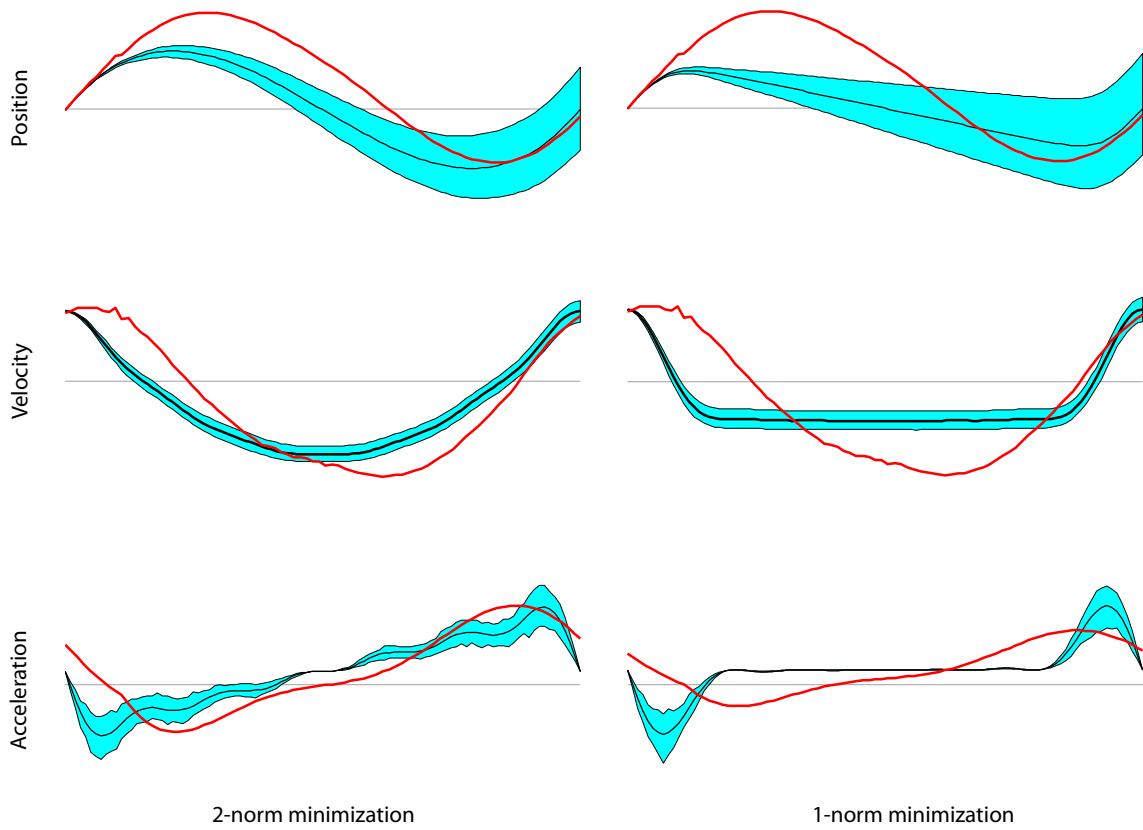 Position
Velocity
Acceleration
2-norm minimization
1-norm minimization